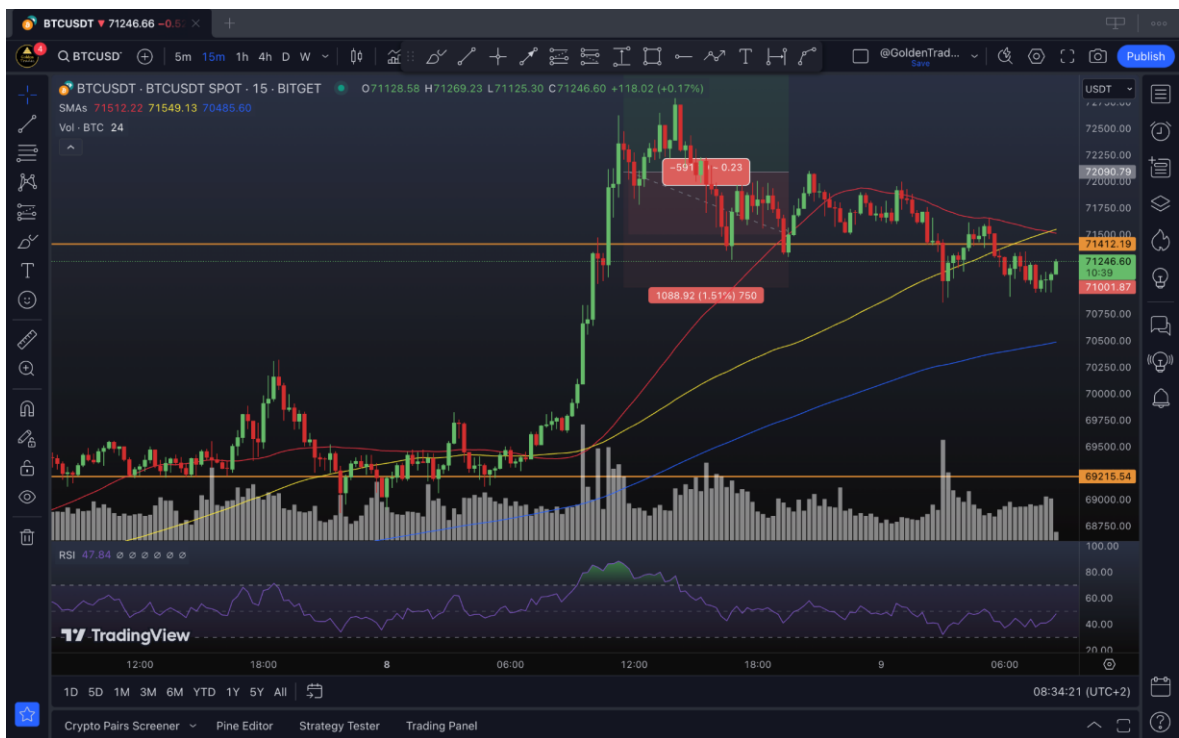 BTCUSDT ▼ 71246.66 −0.5
4
BTCUSD
5m 15m 1h 4h D W
@GoldenTrad...
Save
Publish
BTCUSDT · BTCUSDT SPOT · 15 · BITGET O71128.58 H71269.23 L71125.30 C71246.60 +118.02 (+0.17%)
USDT
SMAs 71512.22 71549.13 70485.60
Vol · BTC 24
72500.00
72250.00
72090.79
72000.00
71750.00
71500.00
71412.19
71246.60
10:39
71001.87
70750.00
70500.00
70250.00
70000.00
69750.00
69500.00
69215.54
69000.00
68750.00
~ 0.23
1088.92 (1.51%) 750
RSI 47.84 ∅ ∅ ∅ ∅ ∅ ∅
100.00
80.00
60.00
40.00
20.00
TradingView
12:00 18:00 8 06:00 12:00 18:00 9 06:00
1D 5D 1M 3M 6M YTD 1Y 5Y All
08:34:21 (UTC+2)
Crypto Pairs Screener Pine Editor Strategy Tester Trading Panel